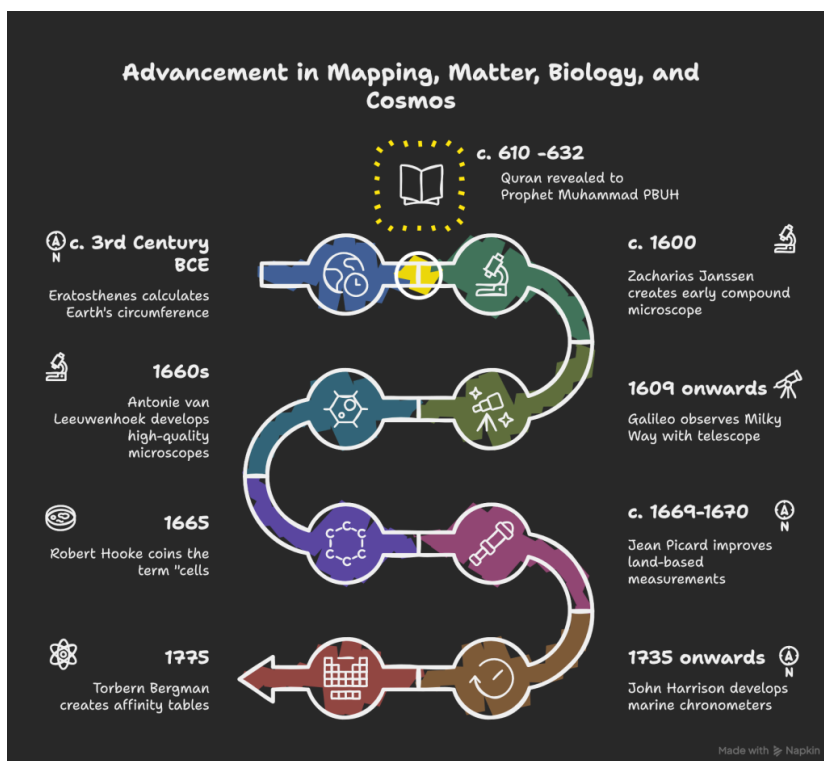 Advancement in Mapping, Matter, Biology, and
Cosmos
c. 610 -632
Quran revealed to
Prophet Muhammad PBUH
N
c. 3rd Century
BCE
Eratosthenes calculates
Earth's circumference
c. 1600
Zacharias Janssen
creates early compound
microscope
1609 onwards
Galileo observes Milky
Way with telescope
1660s
Antonie van
Leeuwenhoek develops
high-quality
microscopes
1665
Robert Hooke coins the
term "cells
c. 1669-1670
N
Jean Picard improves
land-based
measurements
1735 onwards
N
John Harrison develops
marine chronometers
1775
Torbern Bergman
creates affinity tables
Made with Napkin